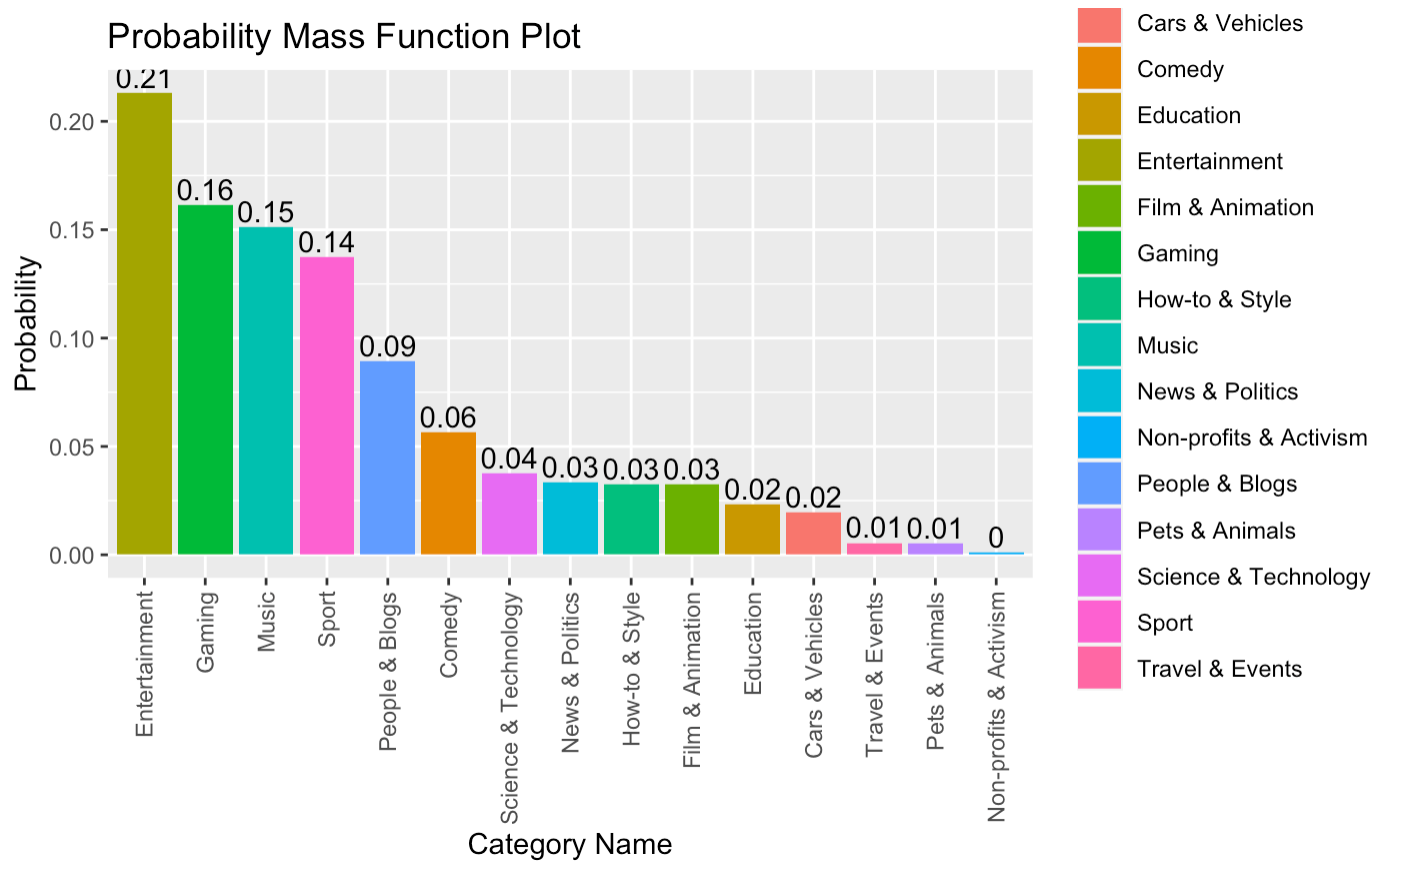 Probability Mass Function Plot
Probability
0.20
0.15
0.10
0.05
0.00
0.21
0.16
0.15
0.14
0.09
0.06
0.04
0.03
0.03
0.03
0.02
0.02
0.01
0.01
0
Entertainment
Gaming
Music
Sport
People & Blogs
Comedy
Science & Technology
News & Politics
How-to & Style
Film & Animation
Education
Cars & Vehicles
Travel & Events
Pets & Animals
Non-profits & Activism
Category Name
Cars & Vehicles
Comedy
Education
Entertainment
Film & Animation
Gaming
How-to & Style
Music
News & Politics
Non-profits & Activism
People & Blogs
Pets & Animals
Science & Technology
Sport
Travel & Events